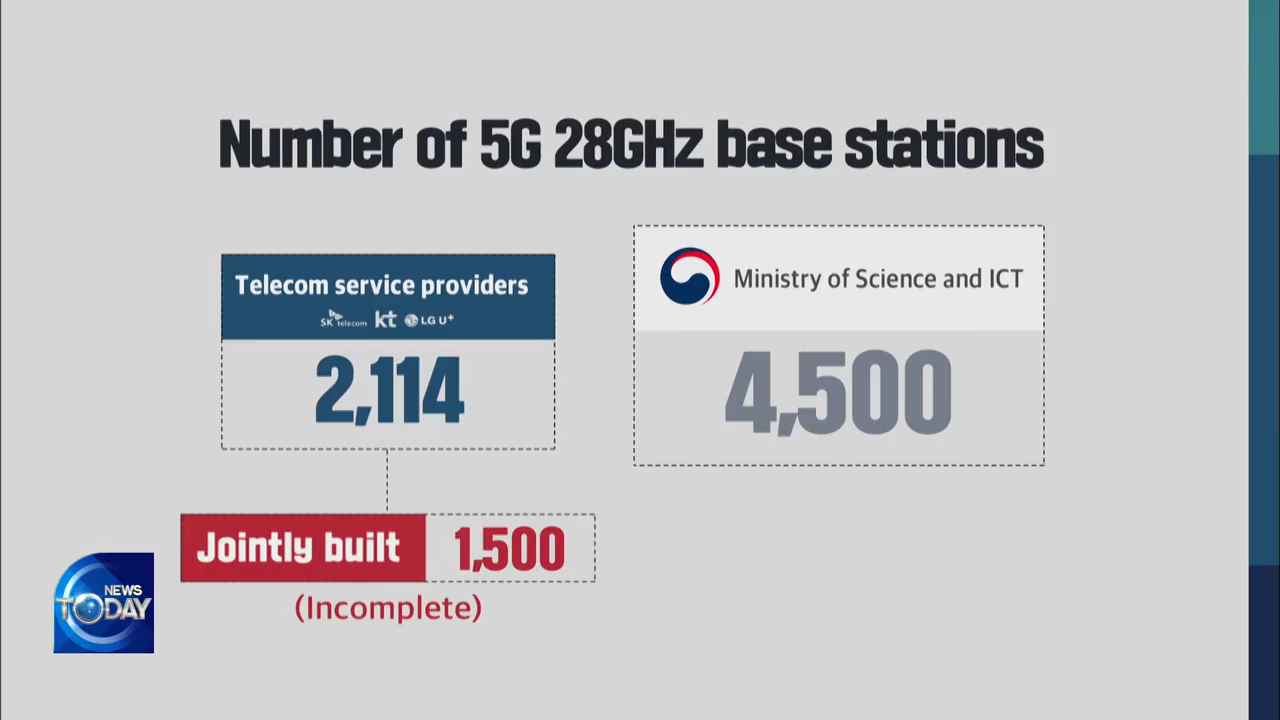 Number of 5G 28GHz base stations
Telecom service providers
SK telecom kt LG U+
2,114
Ministry of Science and ICT
4,500
Jointly built 1,500
(Incomplete)
NEWS
TODAY